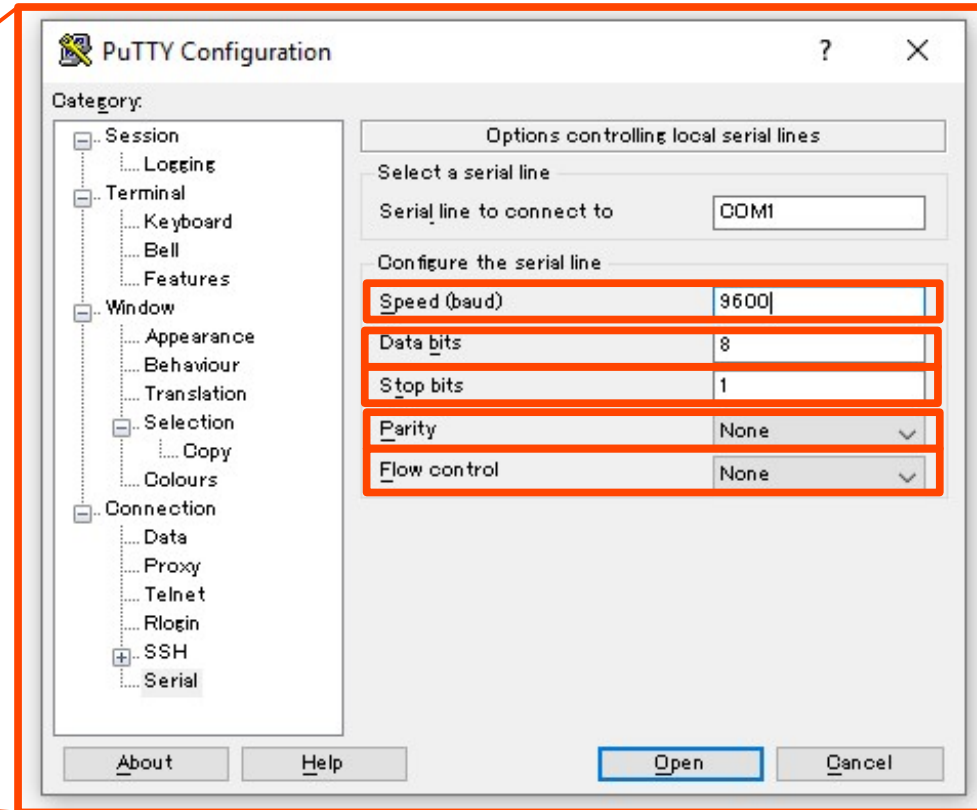 PuTTY Configuration
?
Category:
Session
Logging
Terminal
Keyboard
Bell
Features
Window
Appearance
Behaviour
Translation
Selection
Copy
Colours
Connection
Data
Proxy
Telnet
Rlogin
SSH
Serial
Options controlling local serial lines
Select a serial line
Serial line to connect to COM1
Configure the serial line
Speed (baud) 9600
Data bits 8
Stop bits 1
Parity None
Flow control None
About Help Open Cancel